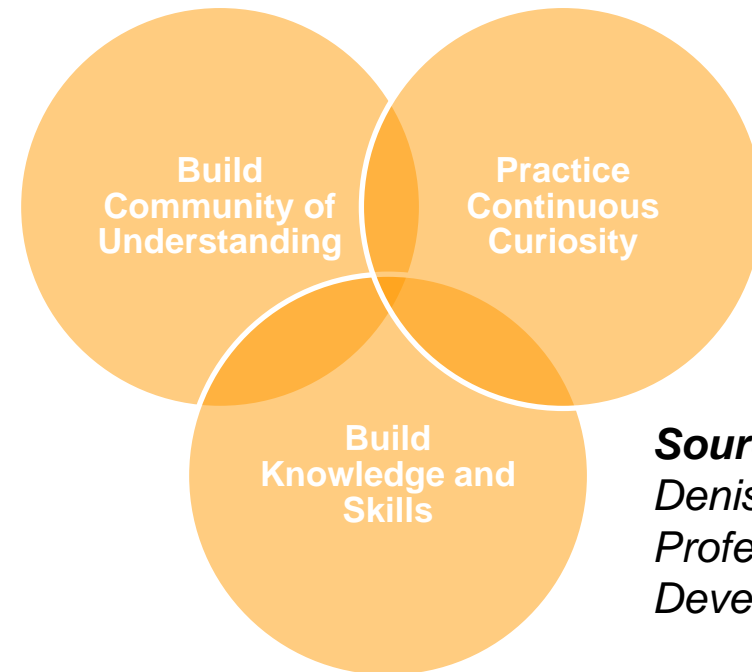 Build
Community of
Understanding
Practice
Continuous
Curiosity
Build
Knowledge and
Skills